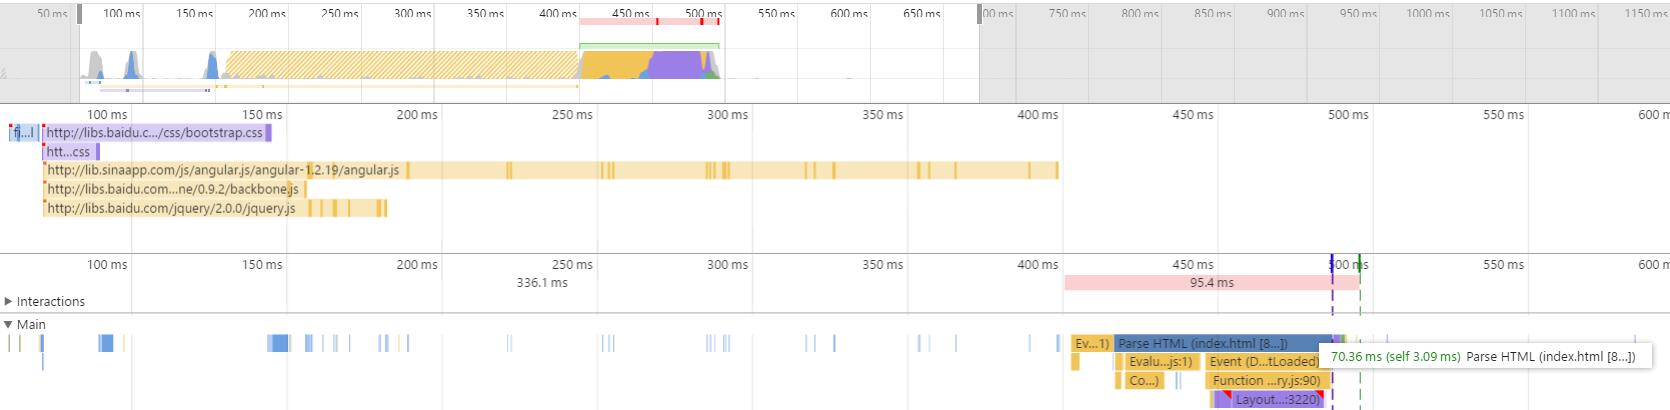 50 ms 100 ms 150 ms 200 ms 250 ms 300 ms 350 ms 400 ms 450 ms 500 ms 550 ms 600 ms 650 ms 00 ms 750 ms 800 ms 850 ms 900 ms 950 ms 1000 ms 1050 ms 1100 ms 1150 ms
100 ms 150 ms 200 ms 250 ms 300 ms 350 ms 400 ms 450 ms 500 ms 550 ms 600 m
fi...l http://libs.baidu.c.../css/bootstrap.css
htt...css
http://lib.sinaapp.com/js/angular.js/angular-1.2.19/angular.js
http://libs.baidu.com...ne/0.9.2/backbone.js
http://libs.baidu.com/jquery/2.0.0/jquery.js
100 ms 150 ms 200 ms 250 ms 300 ms 350 ms 400 ms 450 ms 500 ms 550 ms 600 m
336.1 ms 95.4 ms
Interactions
Main
Ev...1) Parse HTML (index.html [8...])
Evalu...js:1) Event (D...tLoaded) 70.36 ms (self 3.09 ms) Parse HTML (index.html [8...])
Co...) Function ...ry.js:90)
Layout...:3220)